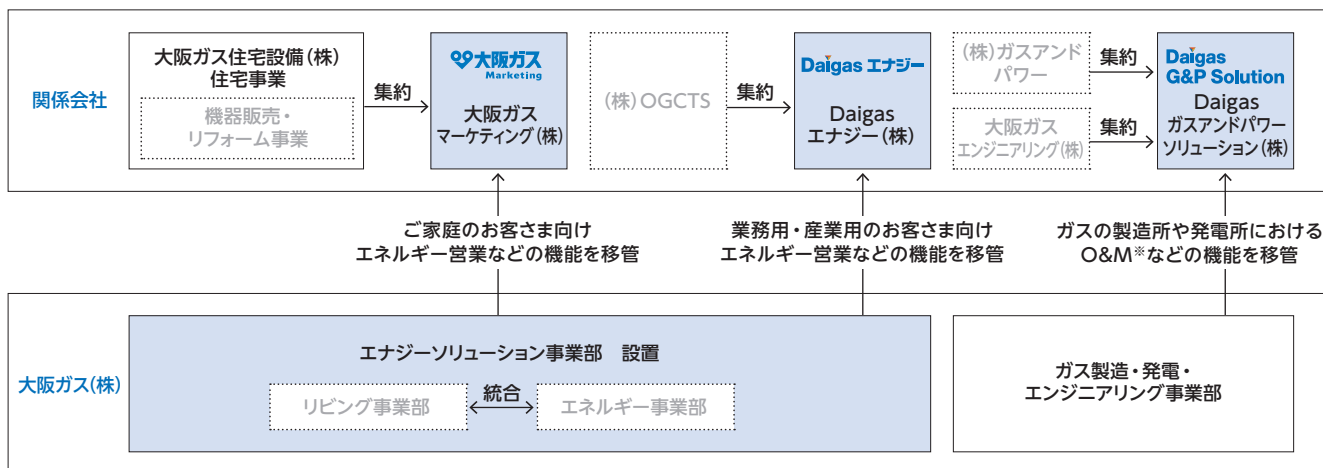 関係会社
大阪ガス住宅設備(株)
住宅事業
機器販売・
リフォーム事業
集約
大阪ガス
Marketing
大阪ガス
マーケティング(株)
(株)OGCTS
集約
Daigas エナジー
Daigas
エナジー(株)
(株)ガスアンド
パワー
集約
大阪ガス
エンジニアリング(株)
集約
Daigas
G&P Solution
Daigas
ガスアンドパワー
ソリューション(株)
ご家庭のお客さま向け
エネルギー営業などの機能を移管
業務用・産業用のお客さま向け
エネルギー営業などの機能を移管
ガスの製造所や発電所における
O&M※などの機能を移管
大阪ガス(株)
エナジーソリューション事業部　設置
リビング事業部
統合
エネルギー事業部
ガス製造・発電・
エンジニアリング事業部